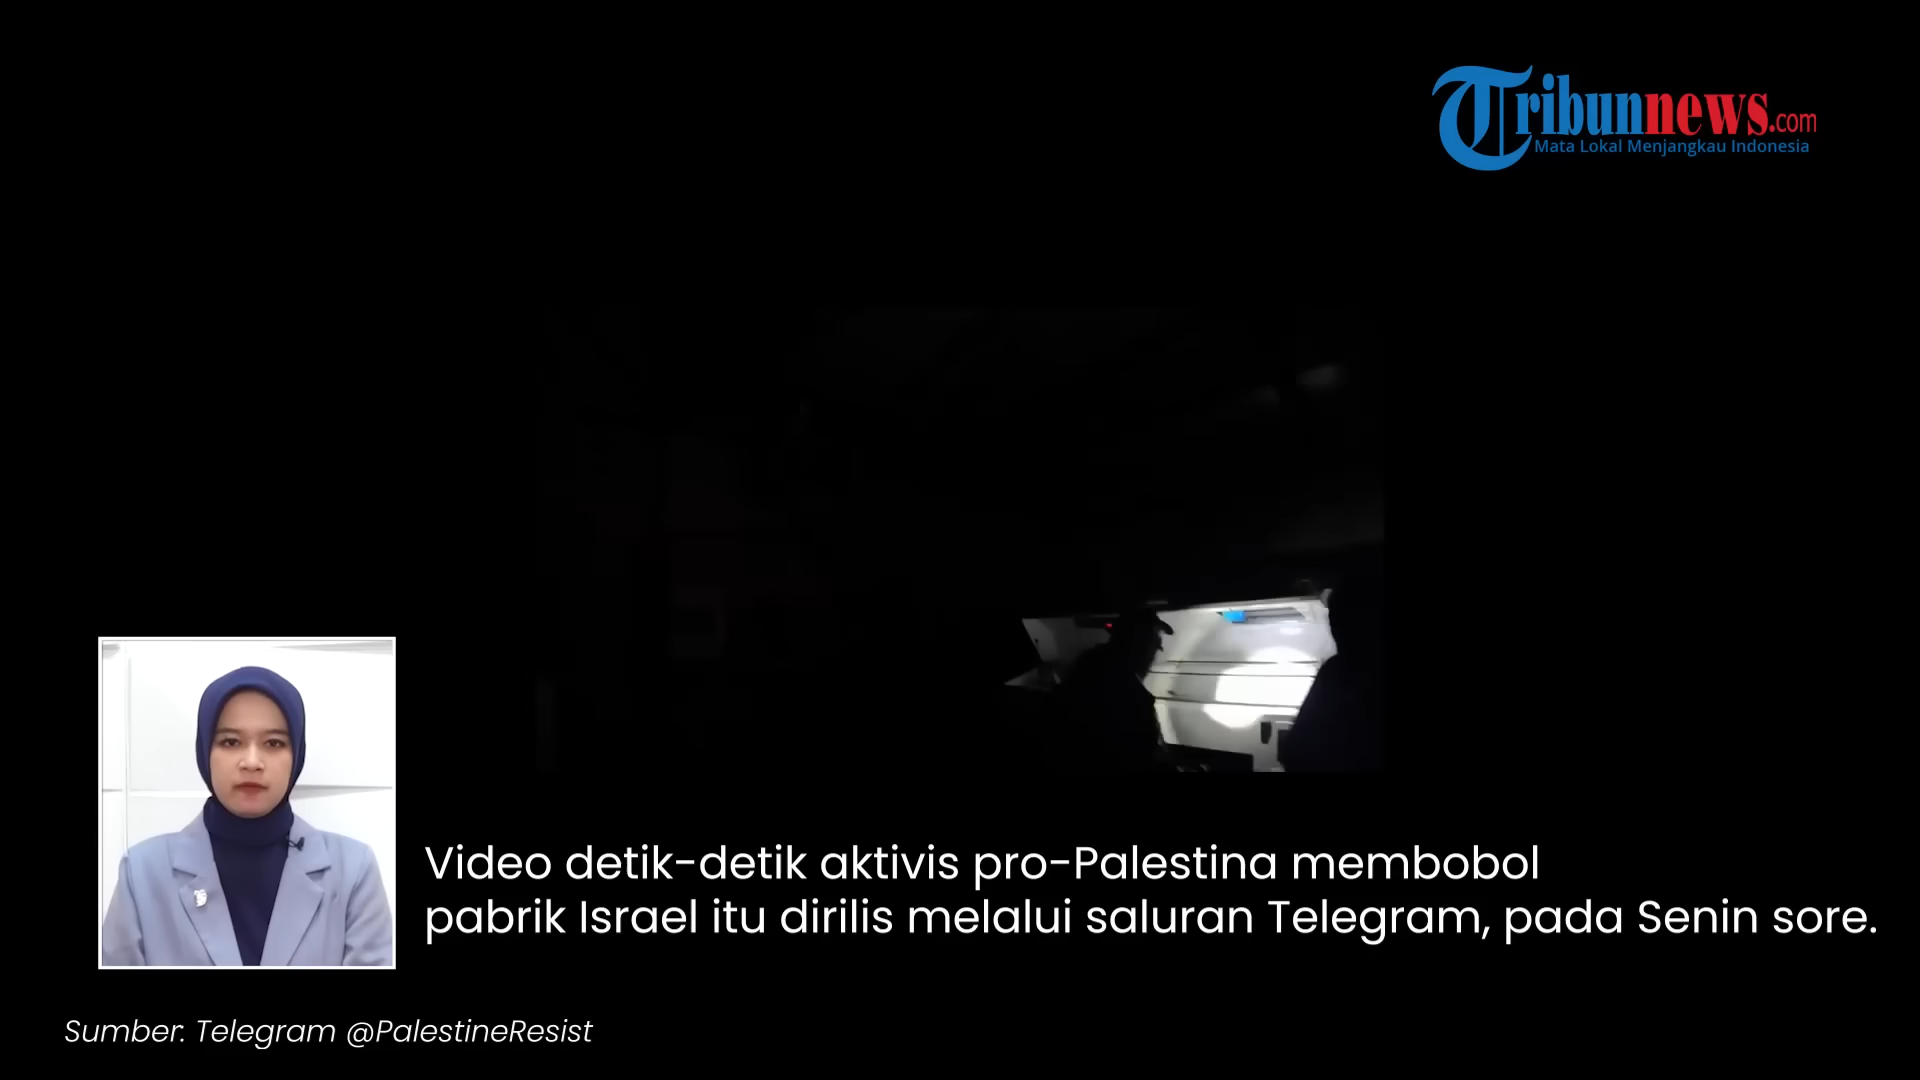 Tribunnews.com
Mata Lokal Menjangkau Indonesia
Video detik-detik aktivis pro-Palestina membobol
pabrik Israel itu dirilis melalui saluran Telegram, pada Senin sore.
Sumber: Telegram @PalestineResist